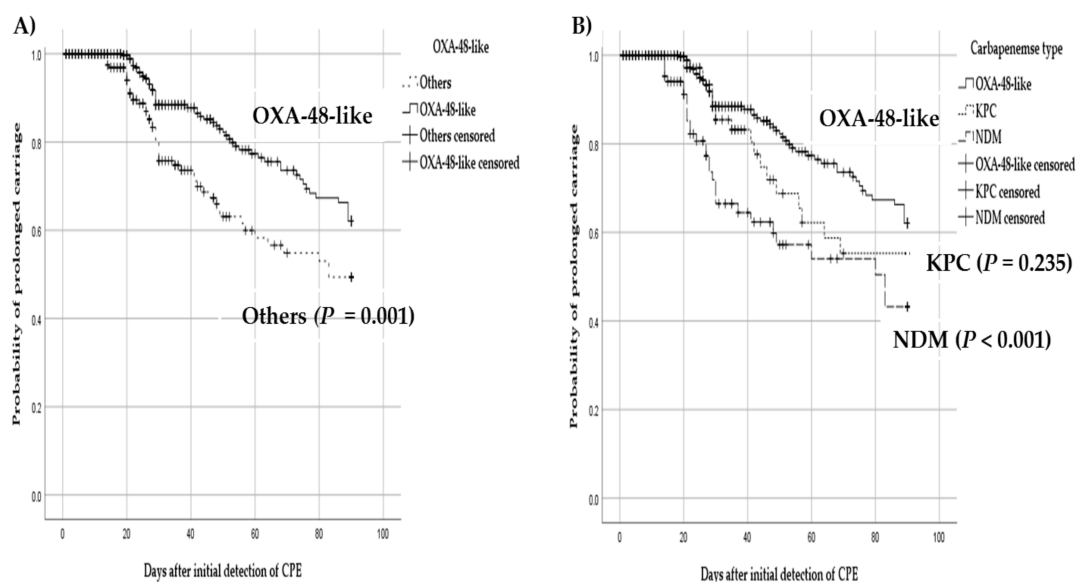 A)
OXA-48-like
Others
OXA-48-like
Others censored
OXA-48-like censored
OXA-48-like
Others (P = 0.001)
Probability of prolonged carriage
1.0
0.8
0.6
0.4
0.2
0.0
0 20 40 60 80 100
Days after initial detection of CPE
B)
Carbapenemse type
OXA-48-like
KPC
NDM
OXA-48-like censored
KPC censored
NDM censored
OXA-48-like
KPC (P = 0.235)
NDM (P < 0.001)
Probability of prolonged carriage
1.0
0.8
0.6
0.4
0.2
0.0
0 20 40 60 80 100
Days after initial detection of CPE